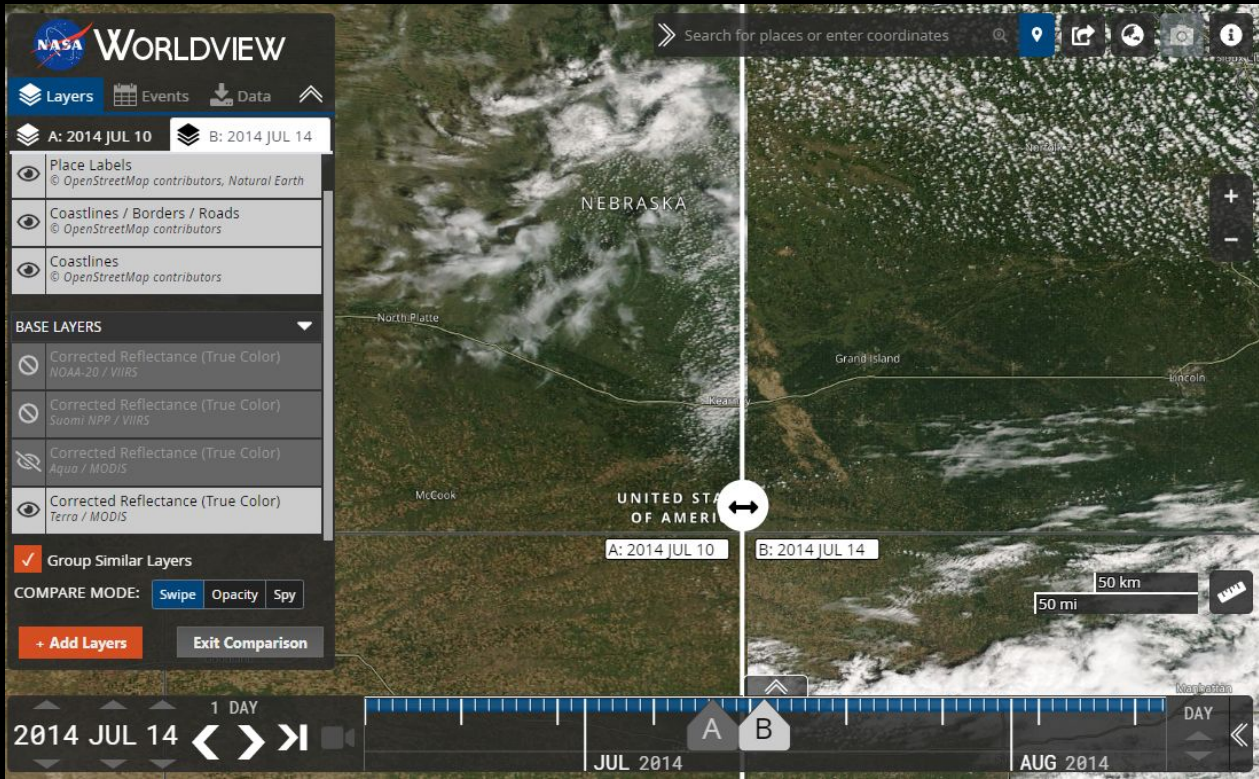 NASA WORLDVIEW
Layers Events Data
A: 2014 JUL 10 B: 2014 JUL 14
Place Labels
© OpenStreetMap contributors, Natural Earth
Coastlines / Borders / Roads
© OpenStreetMap contributors
Coastlines
© OpenStreetMap contributors
BASE LAYERS
Corrected Reflectance (True Color)
NOAA-20 / VIIRS
Corrected Reflectance (True Color)
Suomi NPP / VIIRS
Corrected Reflectance (True Color)
Aqua / MODIS
Corrected Reflectance (True Color)
Terra / MODIS
✓ Group Similar Layers
COMPARE MODE: Swipe Opacity Spy
+ Add Layers Exit Comparison
Search for places or enter coordinates
Norfolk
NEBRASKA
North Platte
Grand Island
Lincoln
Kearney
McCook
UNITED STA
OF AMERI
A: 2014 JUL 10 B: 2014 JUL 14
50 km
50 mi
Manhattan
1 DAY
2014 JUL 14
A B
JUL 2014 AUG 2014
DAY